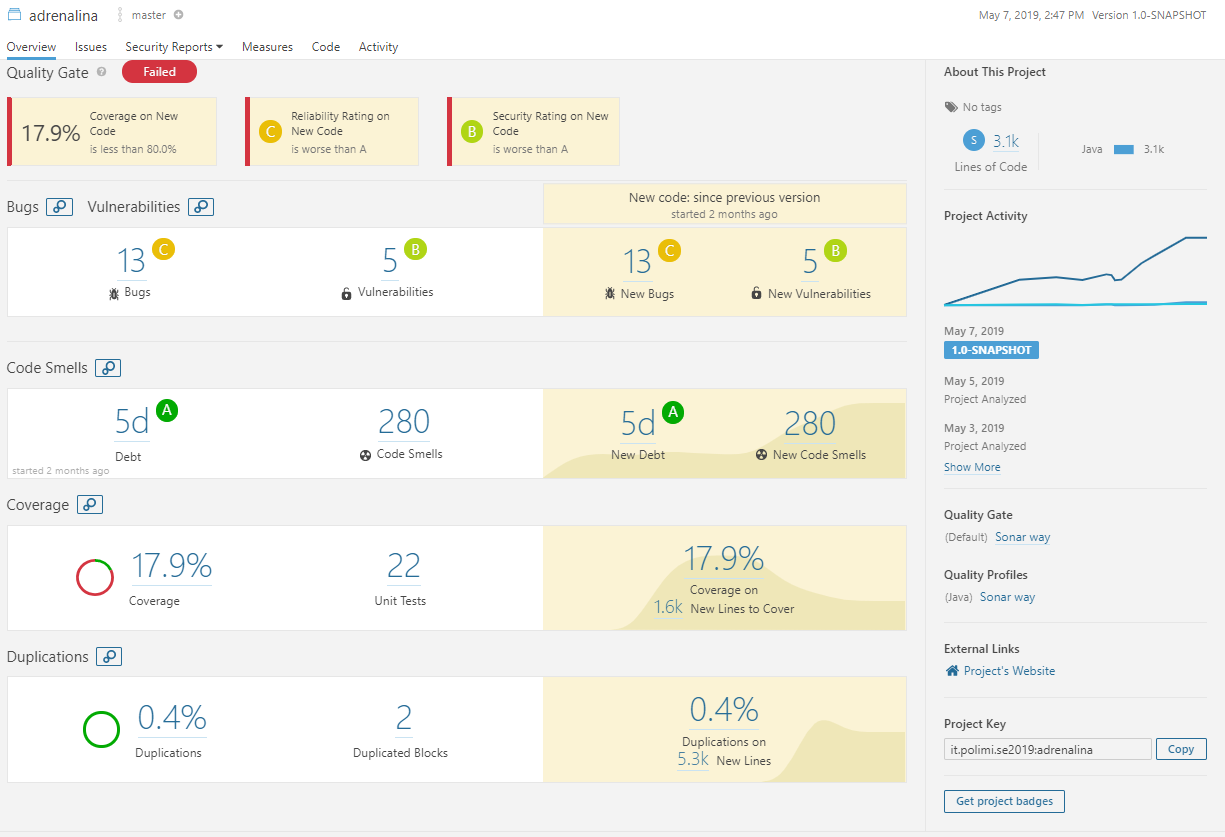 adrenalina master
May 7, 2019, 2:47 PM Version 1.0-SNAPSHOT
Overview Issues Security Reports Measures Code Activity
Quality Gate ? Failed
17.9% Coverage on New
Code
is less than 80.0%
C Reliability Rating on
New Code
is worse than A
B Security Rating on New
Code
is worse than A
Bugs Vulnerabilities
New code: since previous version
started 2 months ago
13 C
Bugs
5 B
Vulnerabilities
13 C
New Bugs
5 B
New Vulnerabilities
Code Smells
5d A
Debt
started 2 months ago
280
Code Smells
5d A
New Debt
280
New Code Smells
Coverage
17.9%
Coverage
22
Unit Tests
17.9%
Coverage on
1.6k New Lines to Cover
Duplications
0.4%
Duplications
2
Duplicated Blocks
0.4%
Duplications on
5.3k New Lines
About This Project
No tags
S 3.1k
Lines of Code
Java 3.1k
Project Activity
May 7, 2019
1.0-SNAPSHOT
May 5, 2019
Project Analyzed
May 3, 2019
Project Analyzed
Show More
Quality Gate
(Default) Sonar way
Quality Profiles
(Java) Sonar way
External Links
Project's Website
Project Key
it.polimi.se2019:adrenalina Copy
Get project badges